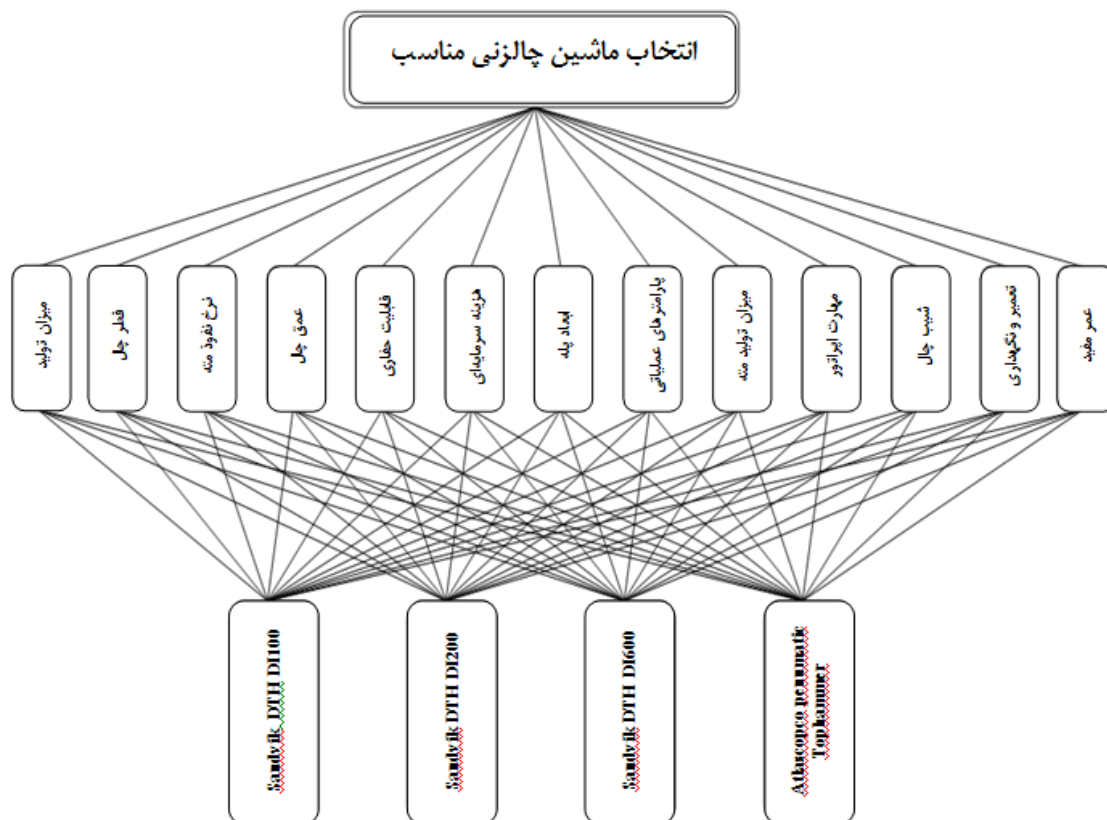 انتخاب ماشین چالزنی مناسب
عمر مفید
تعمیر و نگهداری
شیب چال
مهارت اپراتور
میزان تولید مته
پارامترهای عملیاتی
ابعاد پله
هزینه سرمایه‌ای
قابلیت حفاری
عمق چال
نرخ نفوذ مته
قطر چال
میزان تولید
Sandvik DTH DI100
Sandvik DTH DI200
Sandvik DTH DI600
Atlascopco penumatic
Tophammer